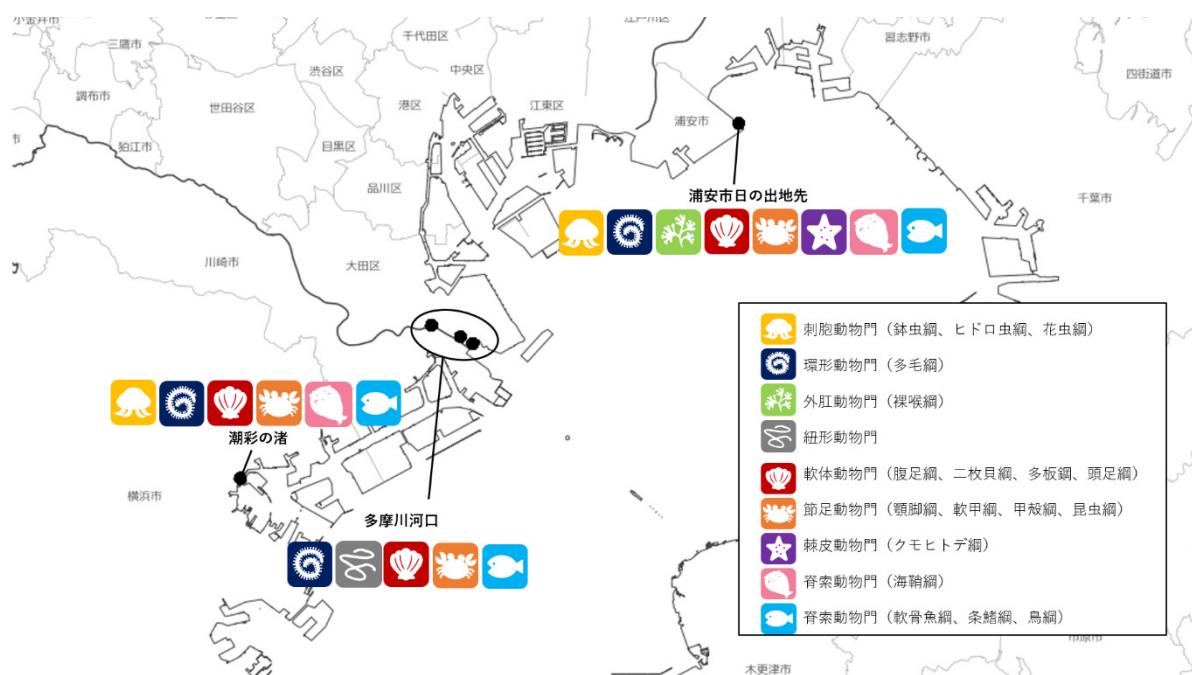 小金井市
三鷹市
調布市
狛江市
市
世田谷区
渋谷区
目黒区
千代田区
中央区
港区
江東区
江戸川区
品川区
大田区
川崎市
横浜市
浦安市
習志野市
四街道市
千葉市
浦安市日の出地先
潮彩の渚
多摩川河口
刺胞動物門（鉢虫綱、ヒドロ虫綱、花虫綱）
環形動物門（多毛綱）
外肛動物門（裸喉綱）
紐形動物門
軟体動物門（腹足綱、二枚貝綱、多板鋼、頭足綱）
節足動物門（顎脚綱、軟甲綱、甲殻綱、昆虫綱）
棘皮動物門（クモヒトデ綱）
脊索動物門（海鞘綱）
脊索動物門（軟骨魚綱、条鰭綱、鳥綱）
市原市
木更津市